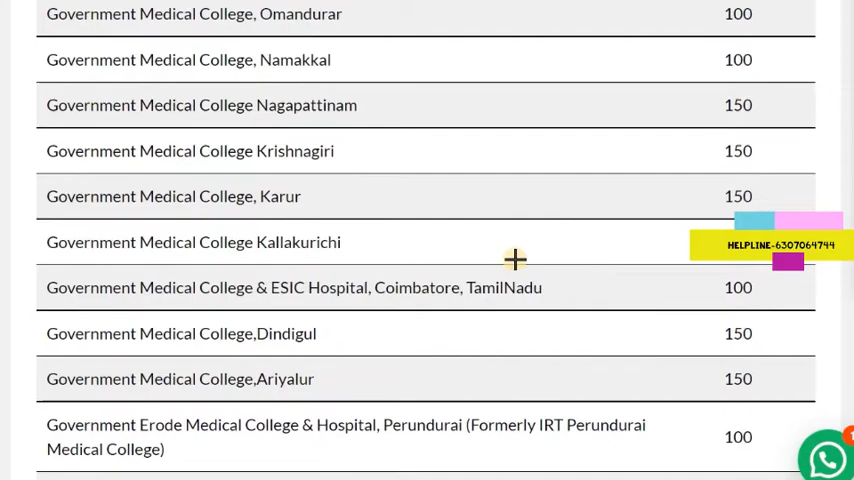 Government Medical College, Omandurar 100
Government Medical College, Namakkal 100
Government Medical College Nagapattinam 150
Government Medical College Krishnagiri 150
Government Medical College, Karur 150
Government Medical College Kallakurichi
HELPLINE-6307064744
Government Medical College & ESIC Hospital, Coimbatore, TamilNadu 100
Government Medical College,Dindigul 150
Government Medical College,Ariyalur 150
Government Erode Medical College & Hospital, Perundurai (Formerly IRT Perundurai
Medical College) 100